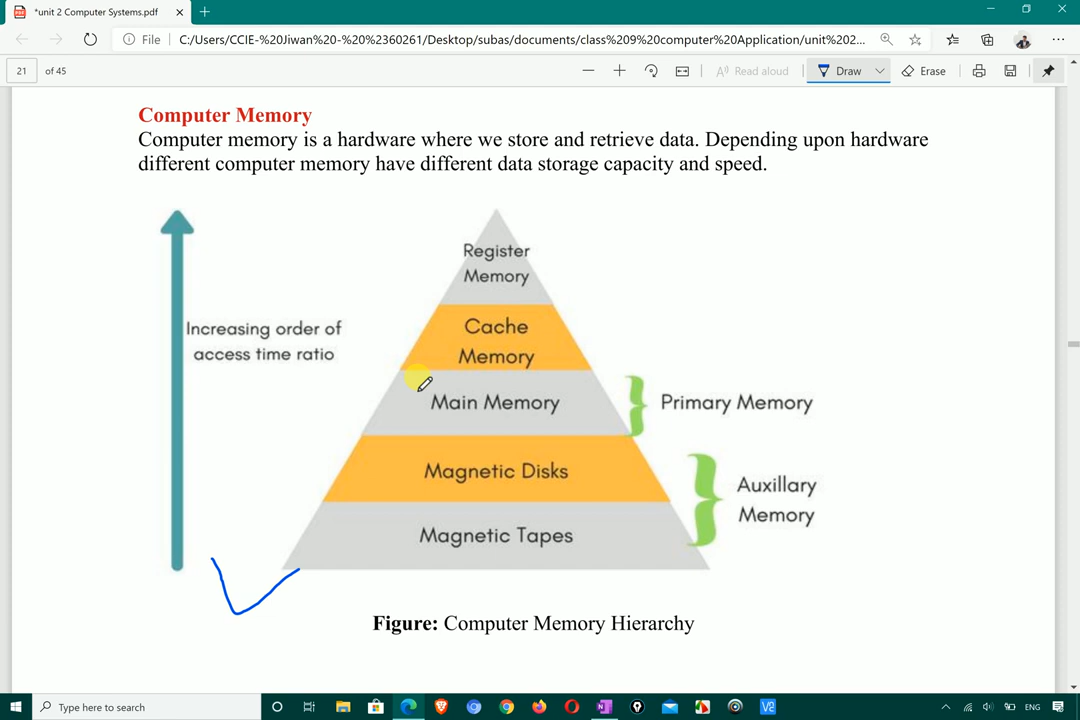 *unit 2 Computer Systems.pdf
File
C:/Users/CCIE-%20Jiwan%20-%20%2360261/Desktop/subas/documents/class%209%20computer%20Application/unit%202...
21 of 45
Read aloud
Draw
Erase
Computer Memory
Computer memory is a hardware where we store and retrieve data. Depending upon hardware
different computer memory have different data storage capacity and speed.
Register
Memory
Increasing order of
access time ratio
Cache
Memory
Main Memory
Primary Memory
Magnetic Disks
Auxillary
Memory
Magnetic Tapes
Figure: Computer Memory Hierarchy
Type here to search
ENG